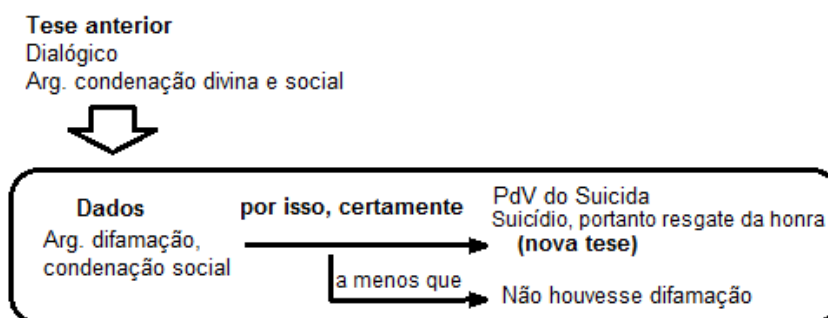 Tese anterior
Dialógico
Arg. condenação divina e social
Dados
Arg. difamação,
condenação social
por isso, certamente
PdV do Suicida
Suicídio, portanto resgate da honra
(nova tese)
a menos que
Não houvesse difamação